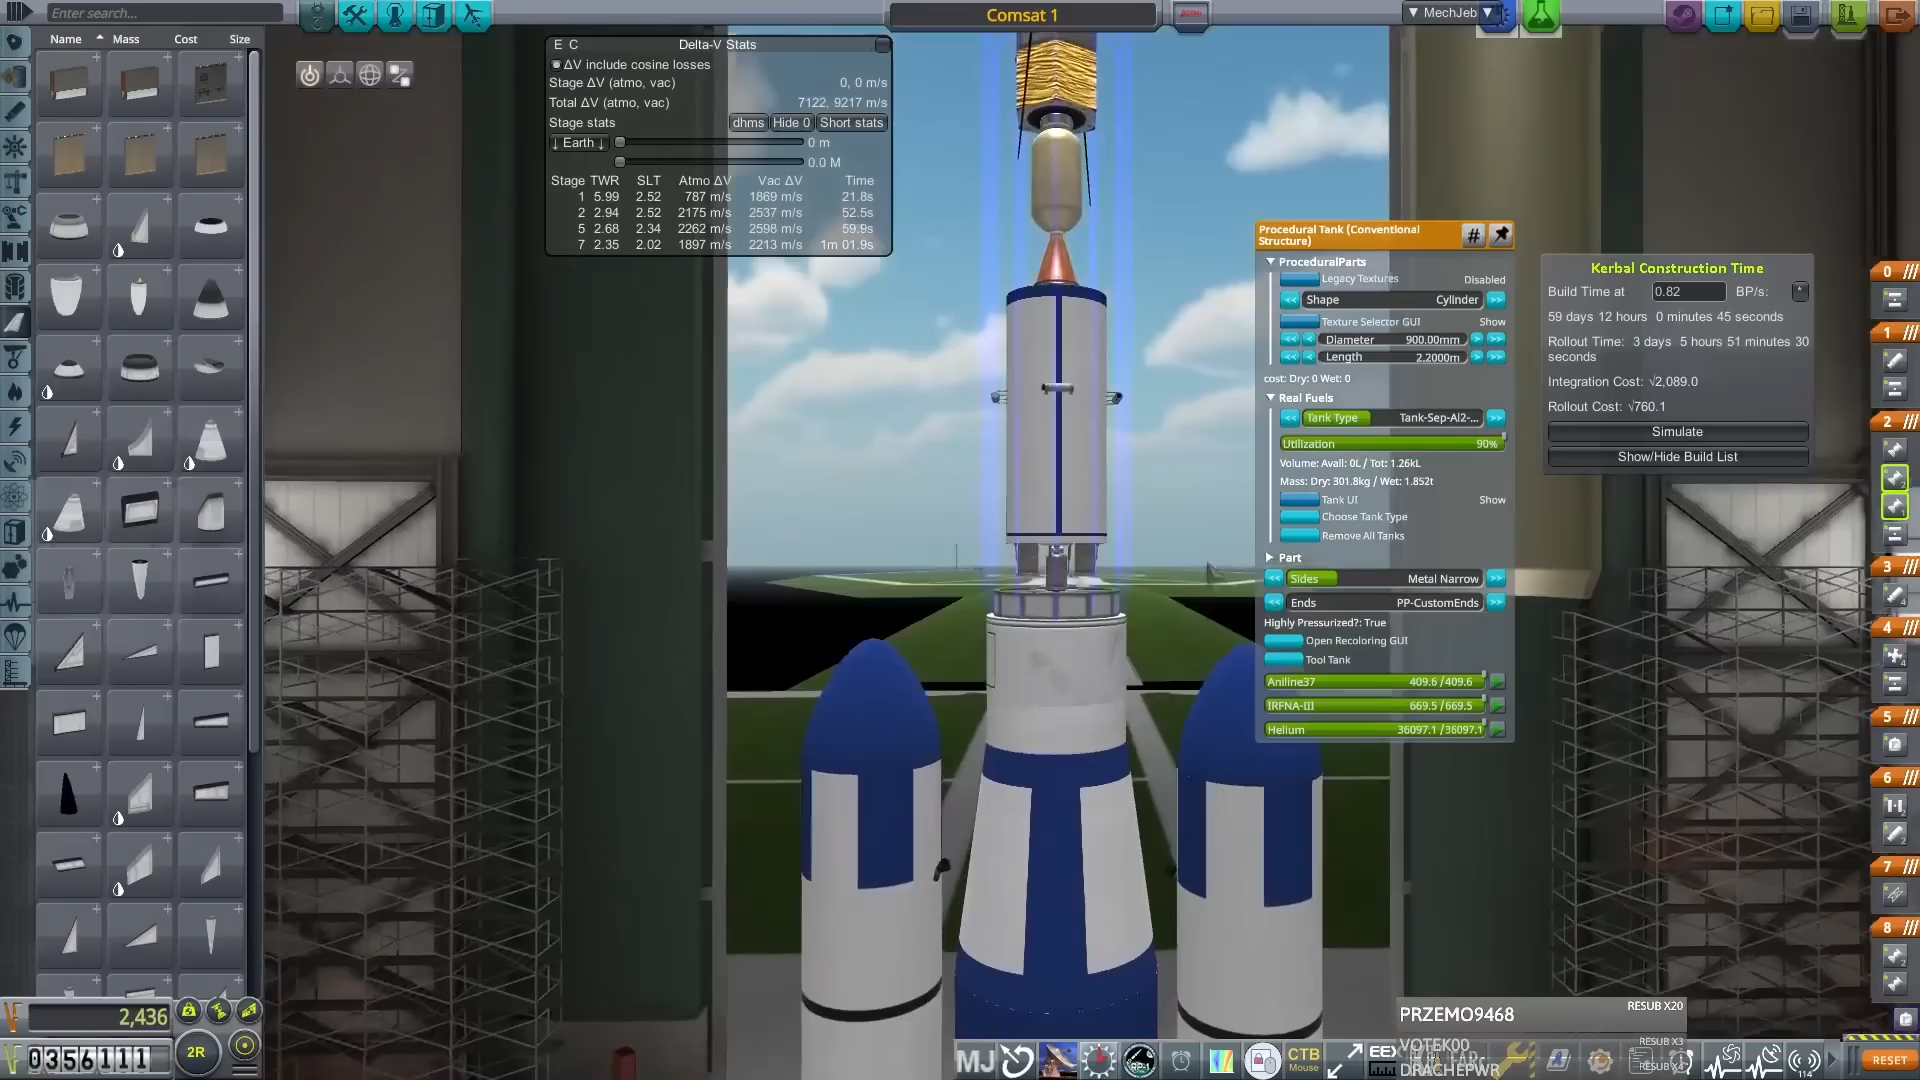 Enter search...
Comsat 1
MechJeb
Name Mass Cost Size
E C Delta-V Stats
ΔV include cosine losses
Stage ΔV (atmo, vac) 0, 0 m/s
Total ΔV (atmo, vac) 7122, 9217 m/s
Stage stats dhms Hide 0 Short stats
↓ Earth ↓ 0 m
0.0 M
Stage TWR SLT Atmo ΔV Vac ΔV Time
1 5.99 2.52 787 m/s 1869 m/s 21.8s
2 2.94 2.52 2175 m/s 2537 m/s 52.5s
5 2.68 2.34 2262 m/s 2598 m/s 59.9s
7 2.35 2.02 1897 m/s 2213 m/s 1m 01.9s
Procedural Tank (Conventional
Structure)
#
ProceduralParts
Legacy Textures Disabled
Shape Cylinder
Texture Selector GUI Show
Diameter 900.00mm
Length 2.2000m
cost: Dry: 0 Wet: 0
Real Fuels
Tank Type Tank-Sep-Al2-...
Utilization 90%
Volume: Avail: 0L / Tot: 1.26kL
Mass: Dry: 301.8kg / Wet: 1.852t
Tank UI Show
Choose Tank Type
Remove All Tanks
Part
Sides Metal Narrow
Ends PP-CustomEnds
Highly Pressurized?: True
Open Recoloring GUI
Tool Tank
Aniline37 409.6 /409.6
IRFNA-III 669.5 /669.5
Helium 36097.1 /36097.1
Kerbal Construction Time
Build Time at 0.82 BP/s: *
59 days 12 hours 0 minutes 45 seconds
Rollout Time: 3 days 5 hours 51 minutes 30
seconds
Integration Cost: √2,089.0
Rollout Cost: √760.1
Simulate
Show/Hide Build List
0
1
2
3
4
5
6
7
8
2,436
0356111
2R
MJ
RP-1
CTB
Mouse
EEX
PRZEMO9468 RESUB X20
VOTEK00 RESUB X3
DRACHEPWR RESUB X4
114
RESET